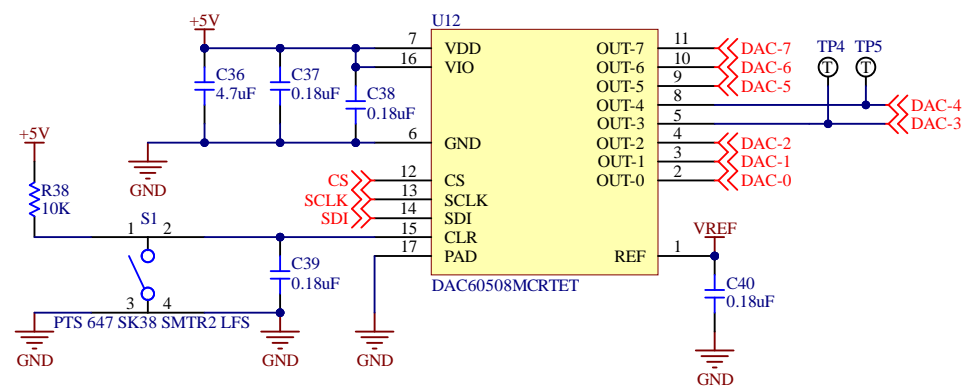 U12
+5V
7 VDD OUT-7 11 DAC-7
16 VIO OUT-6 10 DAC-6
OUT-5 9 DAC-5
TP4 TP5
T T
C36 4.7uF
C37 0.18uF
C38 0.18uF
OUT-4 8 DAC-4
OUT-3 5 DAC-3
6 GND OUT-2 4 DAC-2
OUT-1 3 DAC-1
OUT-0 2 DAC-0
GND
+5V
R38
10K
CS 12 CS
SCLK 13 SCLK
SDI 14 SDI
S1
1 2
15 CLR
17 PAD REF 1
VREF
C39
0.18uF
C40
0.18uF
DAC60508MCRTET
3 4
PTS 647 SK38 SMTR2 LFS
GND GND GND GND